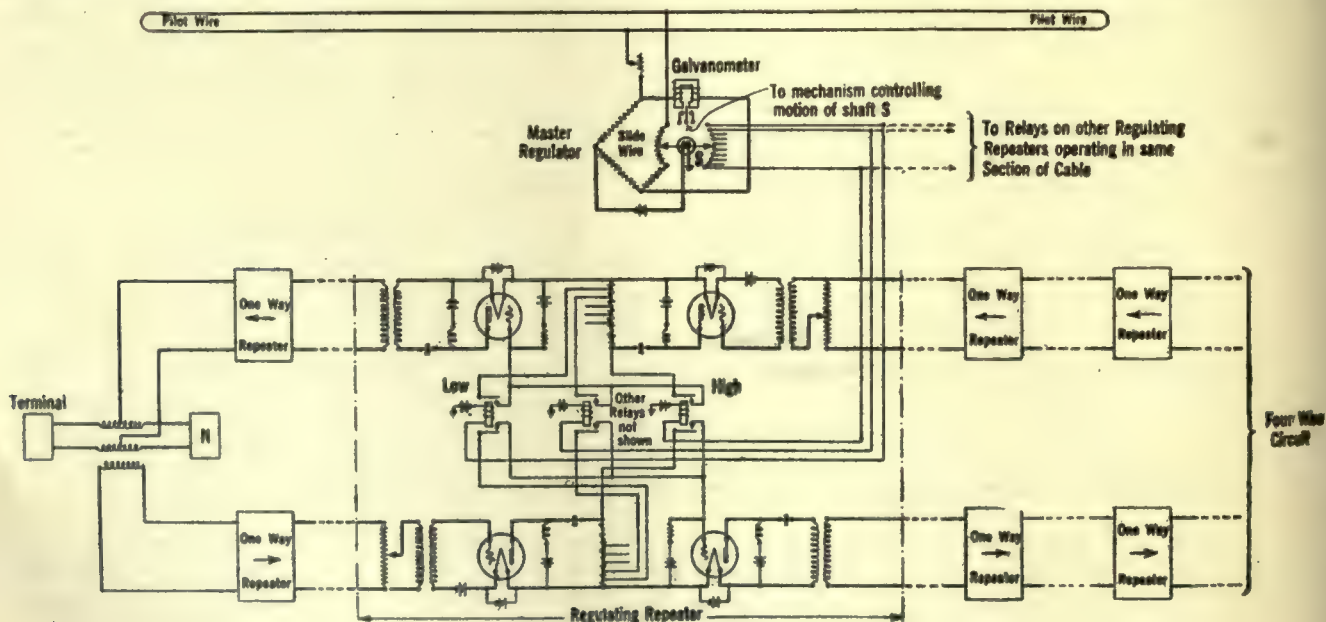 Pilot Wire
Pilot Wire
Galvanometer
To mechanism controlling
motion of shaft S
Master
Regulator
Slide
Wire
S
To Relays on other Regulating
Repeaters operating in same
Section of Cable
One Way
Repeater
One Way
Repeater
One Way
Repeater
Low
High
Other
Relays
not
shown
Terminal
N
Four Wire
Circuit
One Way
Repeater
One Way
Repeater
One Way
Repeater
Regulating Repeater